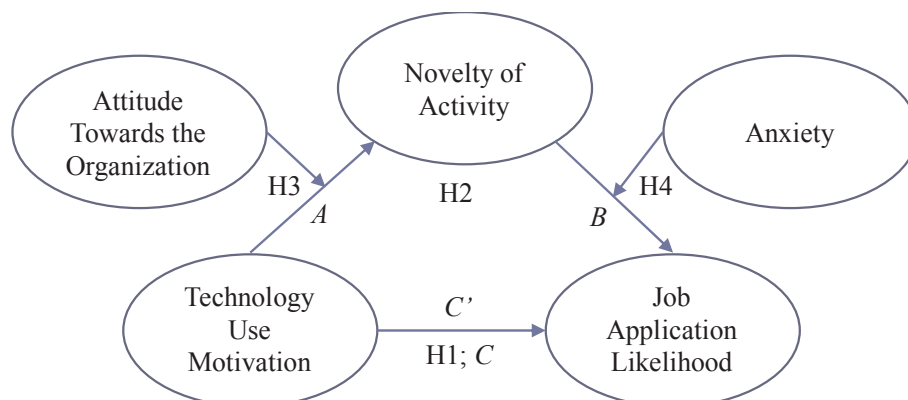 Attitude
Towards the
Organization
Novelty of
Activity
Anxiety
H3
A
H2
B
H4
Technology
Use
Motivation
C’
H1; C
Job
Application
Likelihood